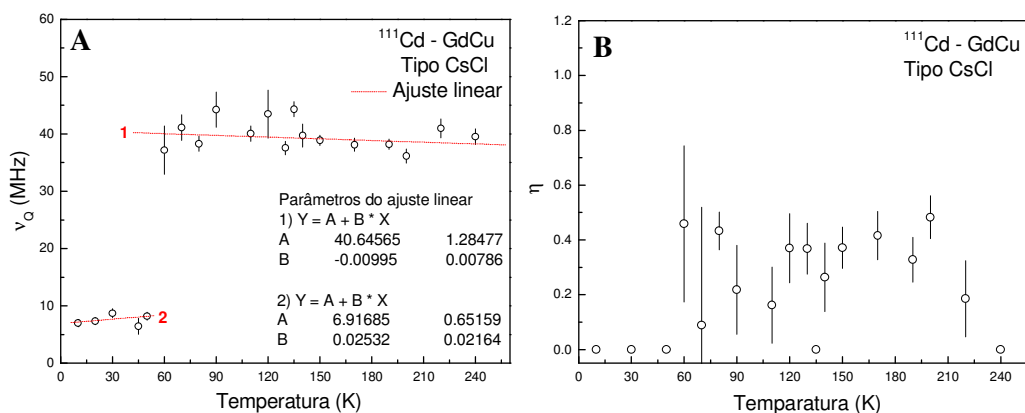 A
¹¹¹Cd - GdCu
Tipo CsCl
Ajuste linear
1
2
Parâmetros do ajuste linear
1) Y = A + B * X
A 40.64565 1.28477
B -0.00995 0.00786
2) Y = A + B * X
A 6.91685 0.65159
B 0.02532 0.02164
60
50
40
30
20
10
0
ν_Q (MHz)
0 30 60 90 120 150 180 210 240
Temperatura (K)
B
¹¹¹Cd - GdCu
Tipo CsCl
1.2
1.0
0.8
0.6
0.4
0.2
0.0
η
0 30 60 90 120 150 180 210 240
Temparatura (K)